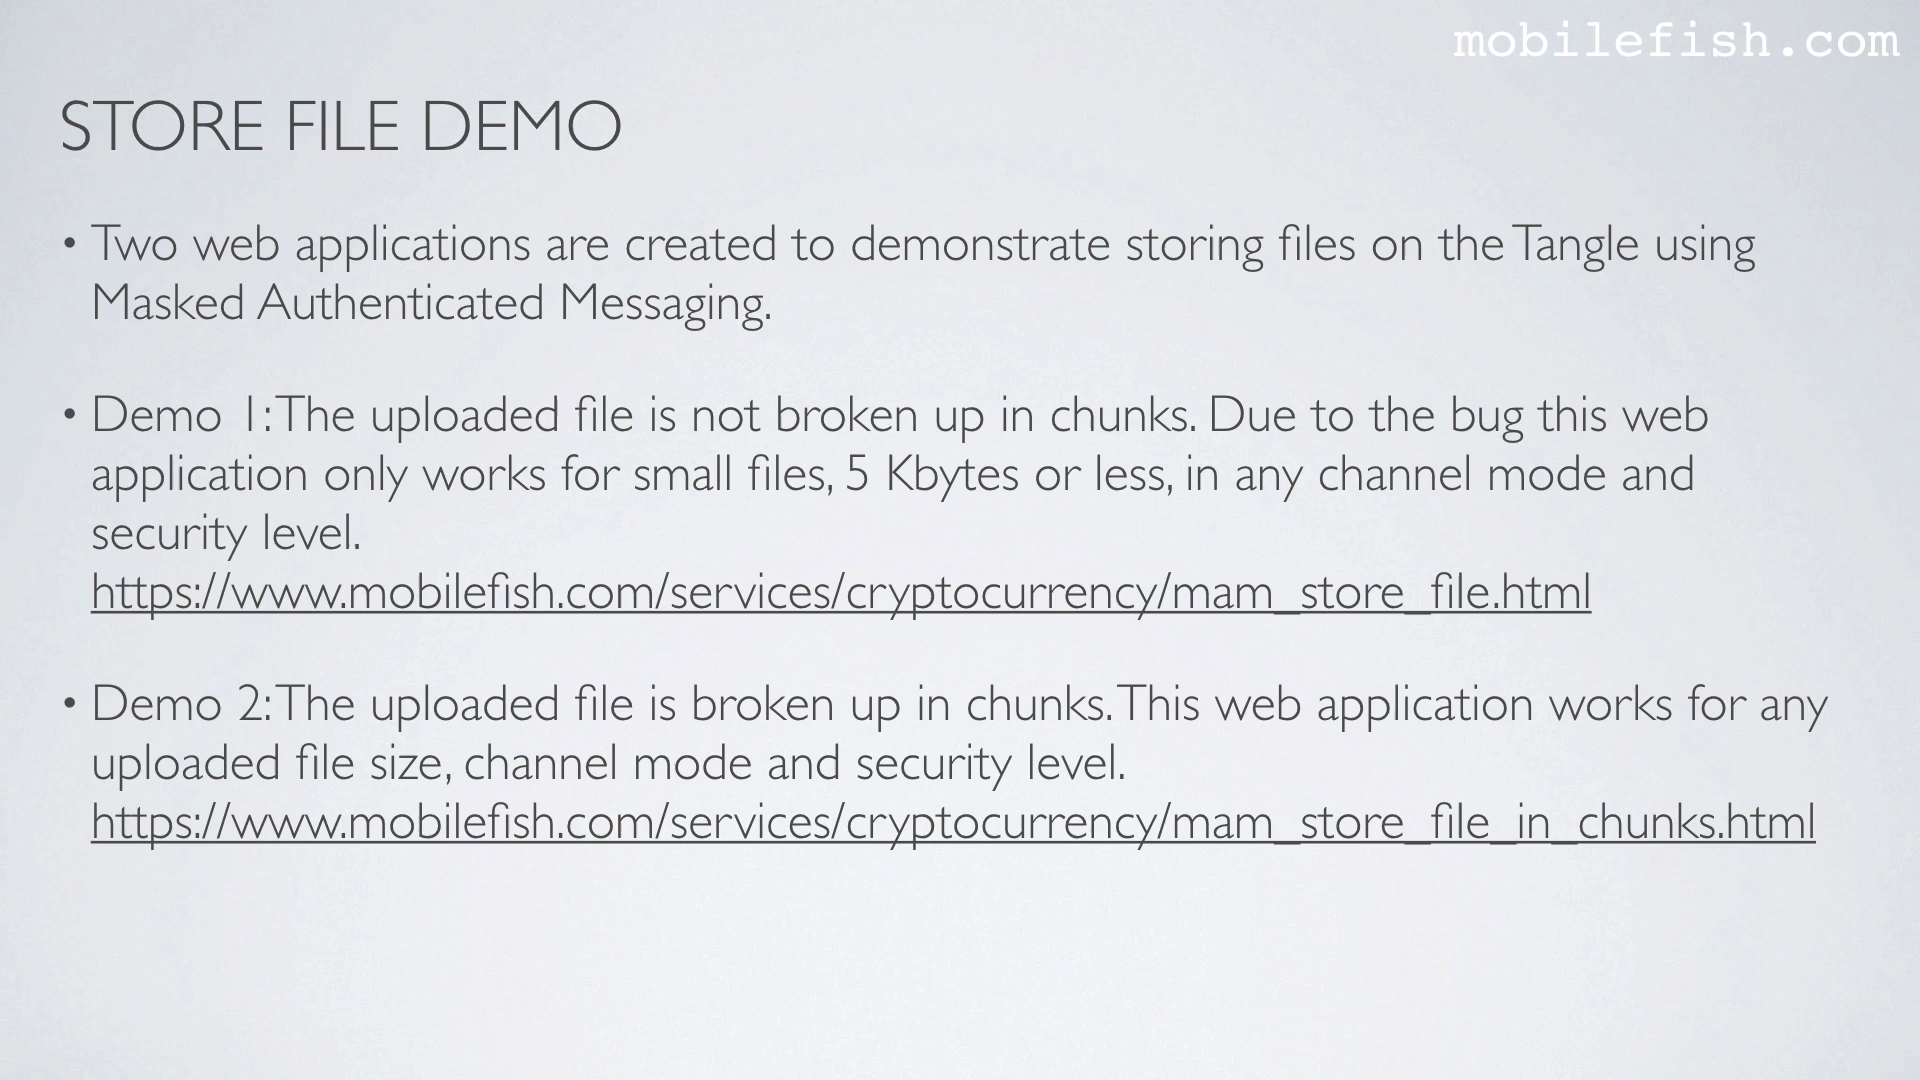 mobilefish.com
STORE FILE DEMO
• Two web applications are created to demonstrate storing files on the Tangle using
Masked Authenticated Messaging.
• Demo 1: The uploaded file is not broken up in chunks. Due to the bug this web
application only works for small files, 5 Kbytes or less, in any channel mode and
security level.
https://www.mobilefish.com/services/cryptocurrency/mam_store_file.html
• Demo 2: The uploaded file is broken up in chunks. This web application works for any
uploaded file size, channel mode and security level.
https://www.mobilefish.com/services/cryptocurrency/mam_store_file_in_chunks.html